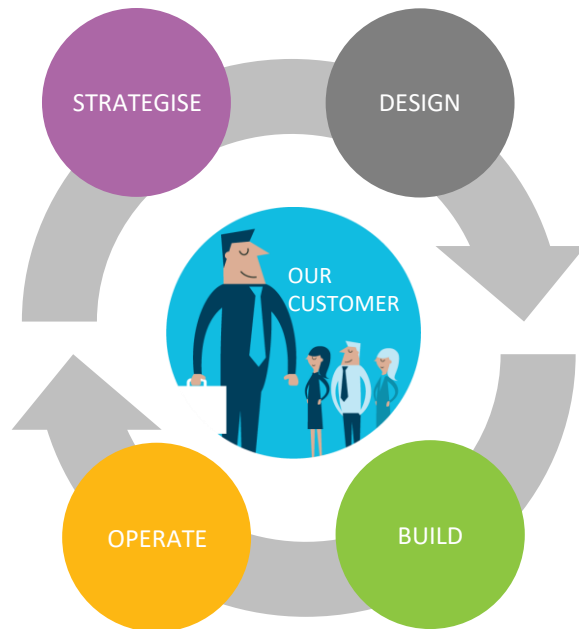 STRATEGISE
DESIGN
OUR
CUSTOMER
OPERATE
BUILD